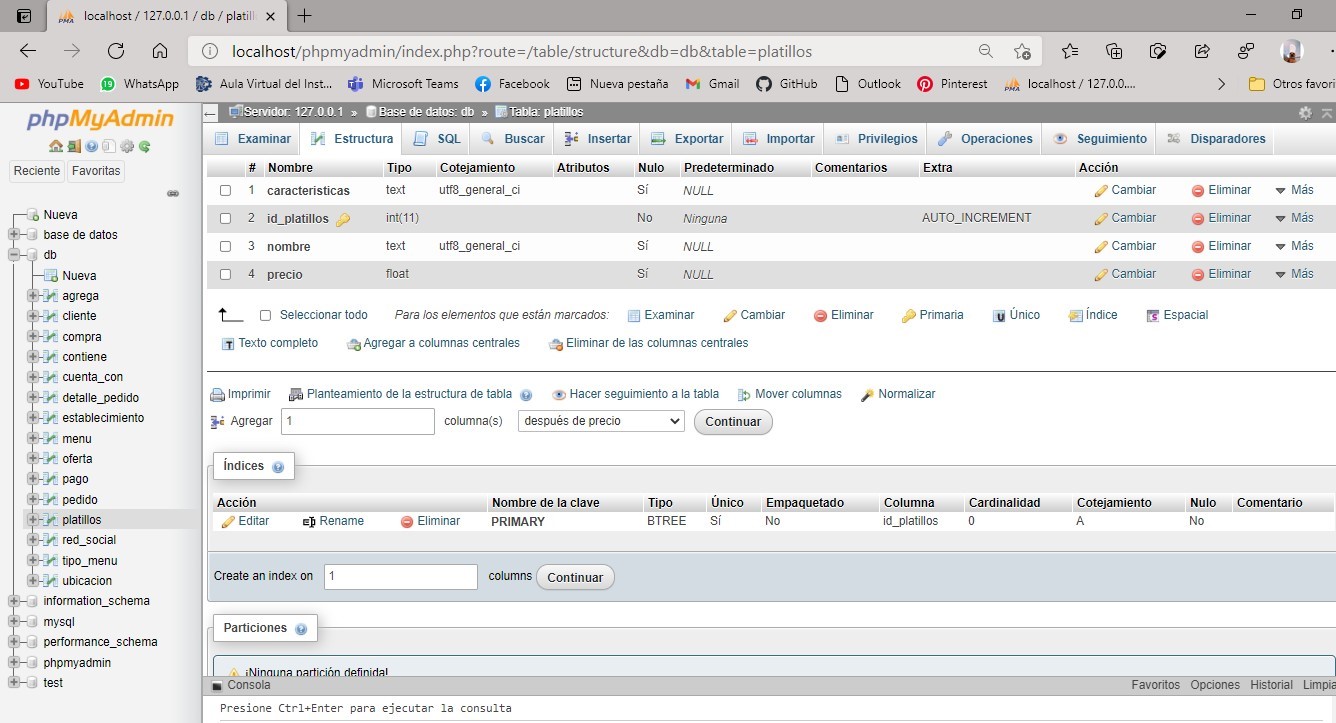 localhost / 127.0.0.1 / db / platill
localhost/phpmyadmin/index.php?route=/table/structure&db=db&table=platillos
YouTube WhatsApp Aula Virtual del Inst... Microsoft Teams Facebook Nueva pestaña Gmail GitHub Outlook Pinterest localhost / 127.0.0.... Otros favori
phpMyAdmin
Reciente Favoritas
Nueva
base de datos
db
Nueva
agrega
cliente
compra
contiene
cuenta_con
detalle_pedido
establecimiento
menu
oferta
pago
pedido
platillos
red_social
tipo_menu
ubicacion
information_schema
mysql
performance_schema
phpmyadmin
test
Servidor: 127.0.0.1 » Base de datos: db » Tabla: platillos
Examinar Estructura SQL Buscar Insertar Exportar Importar Privilegios Operaciones Seguimiento Disparadores
# Nombre Tipo Cotejamiento Atributos Nulo Predeterminado Comentarios Extra Acción
1 caracteristicas text utf8_general_ci Sí NULL Cambiar Eliminar Más
2 id_platillos int(11) No Ninguna AUTO_INCREMENT Cambiar Eliminar Más
3 nombre text utf8_general_ci Sí NULL Cambiar Eliminar Más
4 precio float Sí NULL Cambiar Eliminar Más
Seleccionar todo Para los elementos que están marcados: Examinar Cambiar Eliminar Primaria Único Índice Espacial
Texto completo Agregar a columnas centrales Eliminar de las columnas centrales
Imprimir Planteamiento de la estructura de tabla Hacer seguimiento a la tabla Mover columnas Normalizar
Agregar 1 columna(s) después de precio Continuar
Índices
Acción Nombre de la clave Tipo Único Empaquetado Columna Cardinalidad Cotejamiento Nulo Comentario
Editar Rename Eliminar PRIMARY BTREE Sí No id_platillos 0 A No
Create an index on 1 columns Continuar
Particiones
¡Ninguna partición definida!
Consola Favoritos Opciones Historial Limpia
Presione Ctrl+Enter para ejecutar la consulta